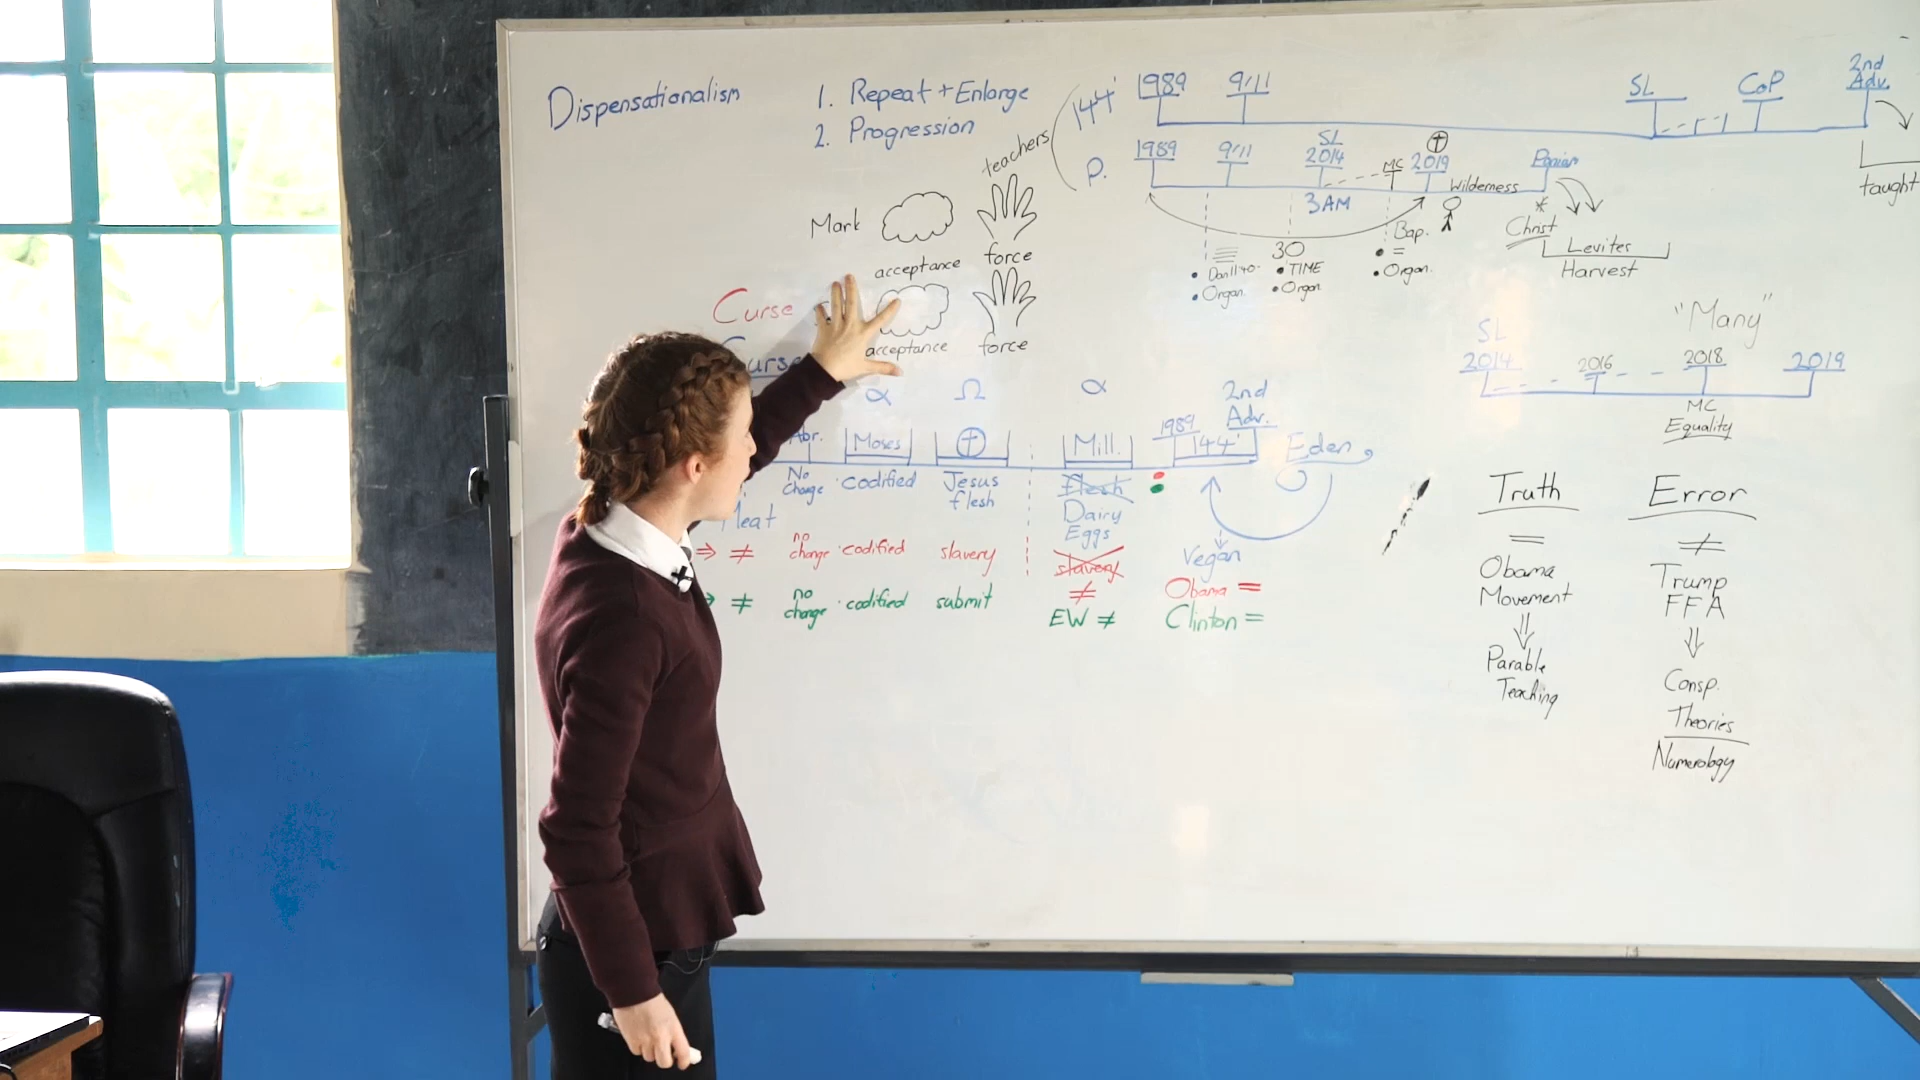 Dispensationalism
1. Repeat + Enlarge
2. Progression
teachers
Mark
acceptance
force
Curse
acceptance
force
Curse
144'
1989
9/11
SL
CoP
2nd
Adv.
taught
P.
1989
9/11
SL
2014
MC
2019
Wilderness
Panium
3AM
30
• Dan 11:40.
• Organ.
• TIME
• Organ
Bap.
• =
• Organ.
* Christ
Levites
Harvest
"Many"
SL
2014
2016
2018
2019
MC
Equality
α
Ω
α
2nd
Adv.
Abr.
Moses
Mill.
1989
144'
Eden
No
Change
• codified
Jesus
flesh
Flesh
Dairy
Eggs
Vegan
Meat
⇒ ≠
no
change
• codified
slavery
slavery
≠
Obama =
≠
no
change
• codified
submit
EW ≠
Clinton =
Truth
=
Obama
Movement
⇓
Parable
Teaching
Error
≠
Trump
FFA
⇓
Consp.
Theories
Numerology